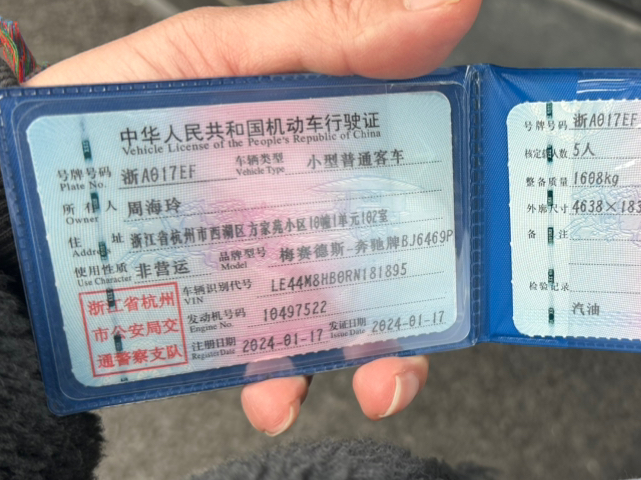 中华人民共和国机动车行驶证
Vehicle License of the People's Republic of China
号牌号码 浙A017EF 车辆类型 小型普通客车
Plate No. Vehicle Type
所有人 周海玲
Owner
住址 浙江省杭州市西湖区方家苑小区10幢1单元102室
Address
使用性质 非营运 品牌型号 梅赛德斯-奔驰牌BJ6469P
Use Character Model
浙江省杭州
市公安局交
通警察支队
车辆识别代号 LE44M8HB0RN181895
VIN
发动机号码 10497522
Engine No.
注册日期 2024-01-17 发证日期 2024-01-17
Register Date Issue Date
号牌号码 浙A017EF
核定载人数 5人
整备质量 1608kg
外廓尺寸 4638×183
备注
检验记录
汽油